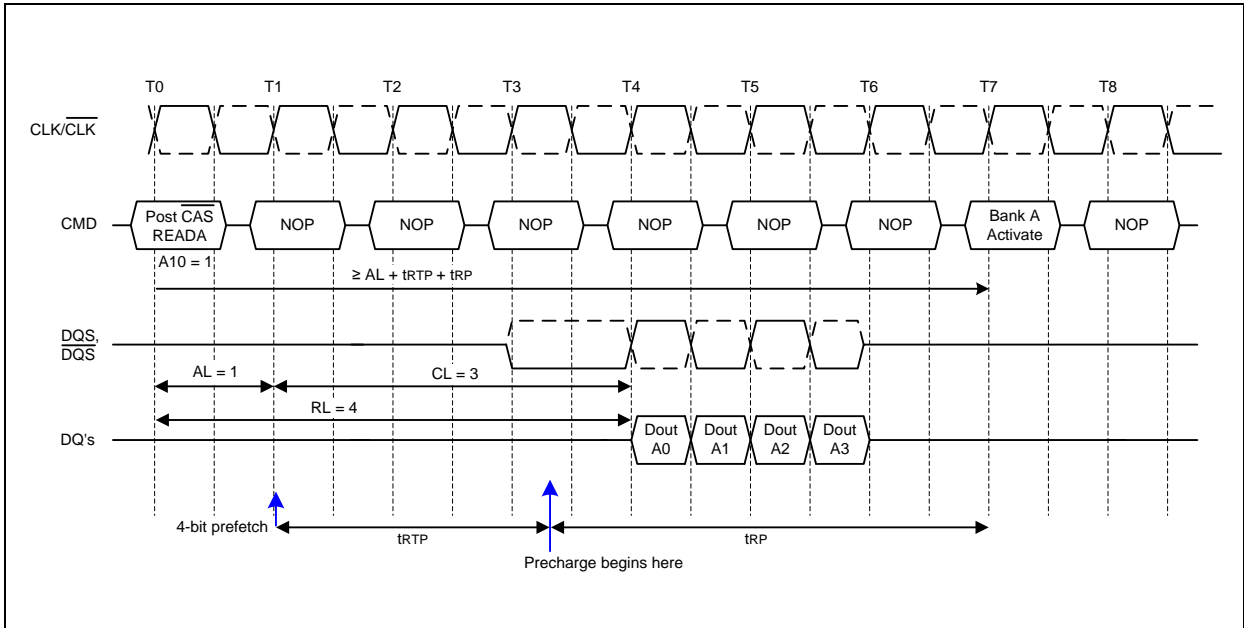 T0 T1 T2 T3 T4 T5 T6 T7 T8
CLK/CLK
CMD
Post CAS
READA
NOP NOP NOP NOP NOP NOP
Bank A
Activate
NOP
A10 = 1
≥ AL + tRTP + tRP
DQS,
DQS
AL = 1
CL = 3
RL = 4
DQ's
Dout
A0
Dout
A1
Dout
A2
Dout
A3
4-bit prefetch
tRTP
tRP
Precharge begins here